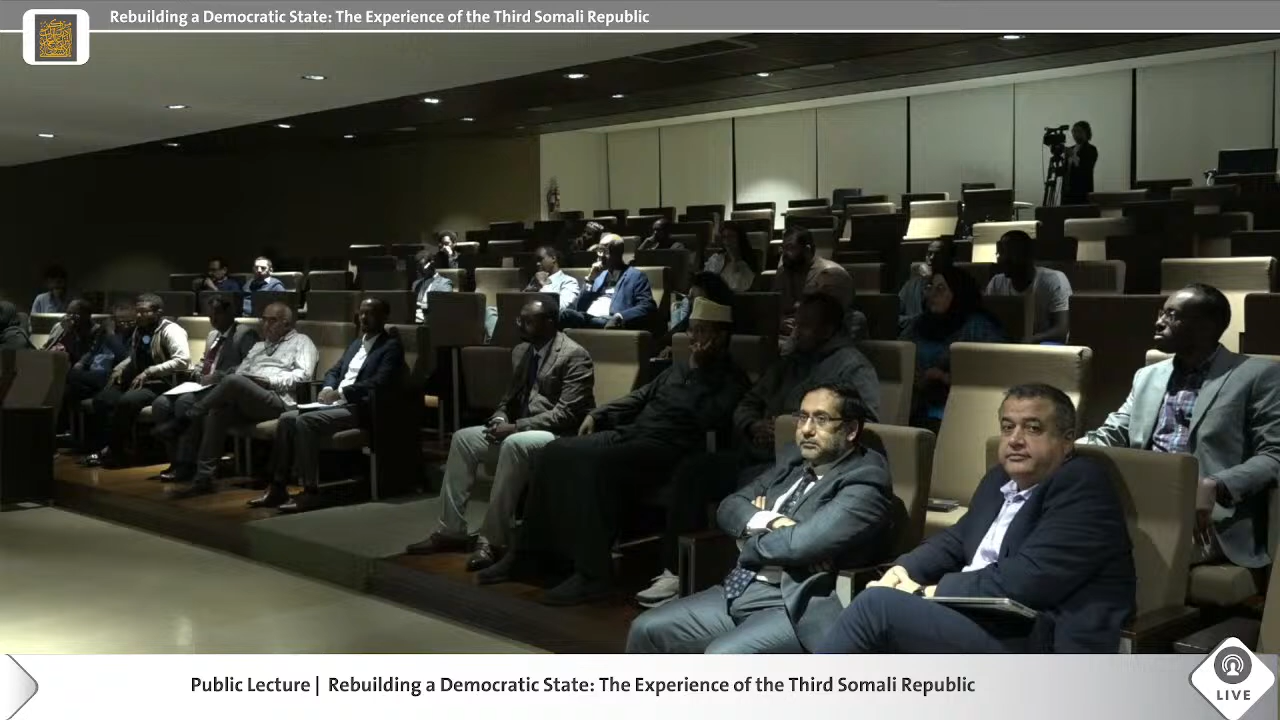 Rebuilding a Democratic State: The Experience of the Third Somali Republic
Public Lecture | Rebuilding a Democratic State: The Experience of the Third Somali Republic
LIVE